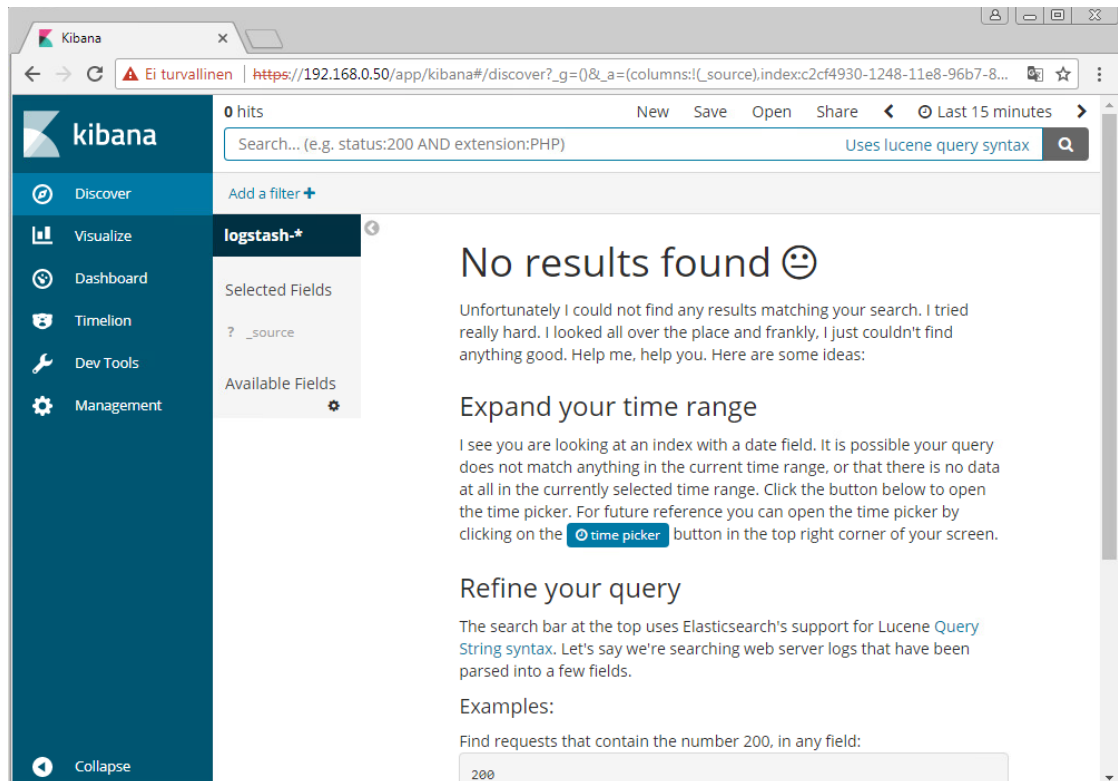 Kibana
Ei turvallinen | https://192.168.0.50/app/kibana#/discover?_g=()&_a=(columns:!(_source),index:c2cf4930-1248-11e8-96b7-8...
kibana
Discover
Visualize
Dashboard
Timelion
Dev Tools
Management
Collapse
0 hits
New Save Open Share Last 15 minutes
Search... (e.g. status:200 AND extension:PHP) Uses lucene query syntax
Add a filter +
logstash-*
Selected Fields
? _source
Available Fields
No results found
Unfortunately I could not find any results matching your search. I tried
really hard. I looked all over the place and frankly, I just couldn't find
anything good. Help me, help you. Here are some ideas:
Expand your time range
I see you are looking at an index with a date field. It is possible your query
does not match anything in the current time range, or that there is no data
at all in the currently selected time range. Click the button below to open
the time picker. For future reference you can open the time picker by
clicking on the time picker button in the top right corner of your screen.
Refine your query
The search bar at the top uses Elasticsearch's support for Lucene Query
String syntax. Let's say we're searching web server logs that have been
parsed into a few fields.
Examples:
Find requests that contain the number 200, in any field:
200